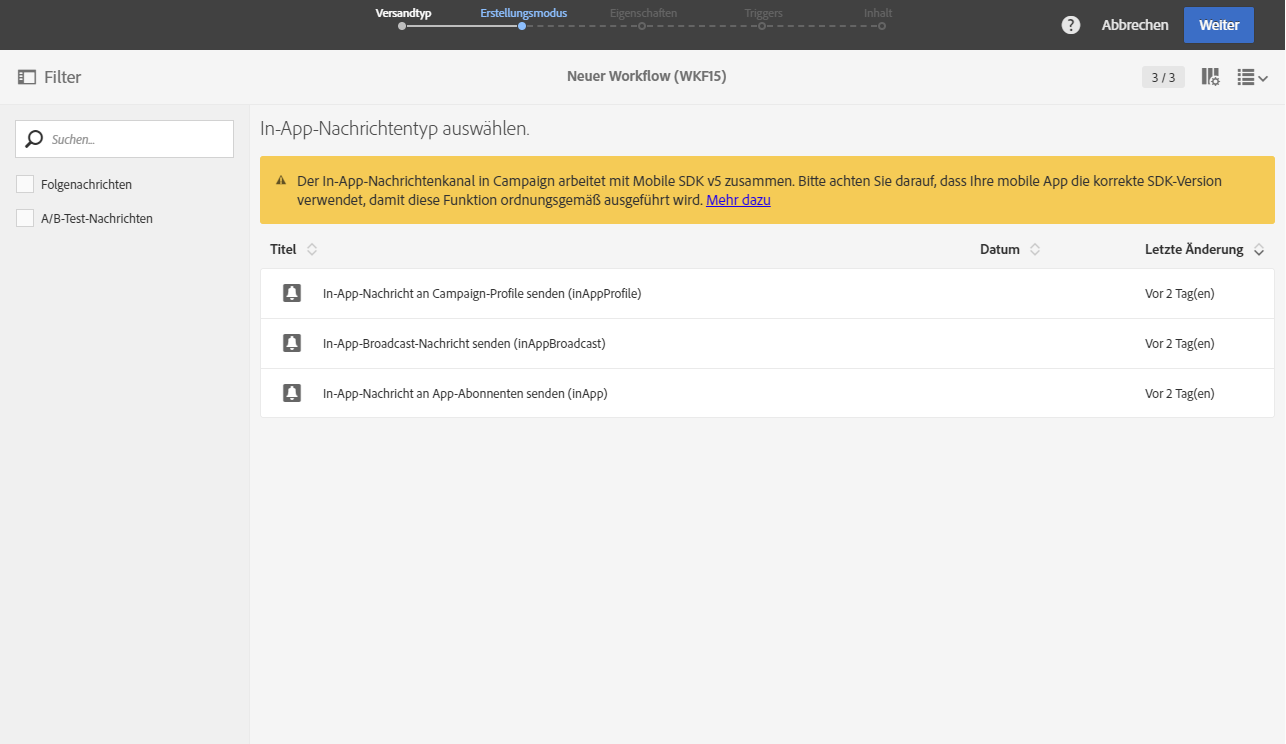 Versandtyp Erstellungsmodus Eigenschaften Triggers Inhalt
? Abbrechen Weiter
Filter
Neuer Workflow (WKF15)
3 / 3
Suchen...
Folgenachrichten
A/B-Test-Nachrichten
In-App-Nachrichtentyp auswählen.
Der In-App-Nachrichtenkanal in Campaign arbeitet mit Mobile SDK v5 zusammen. Bitte achten Sie darauf, dass Ihre mobile App die korrekte SDK-Version
verwendet, damit diese Funktion ordnungsgemäß ausgeführt wird. Mehr dazu
Titel Datum Letzte Änderung
In-App-Nachricht an Campaign-Profile senden (inAppProfile) Vor 2 Tag(en)
In-App-Broadcast-Nachricht senden (inAppBroadcast) Vor 2 Tag(en)
In-App-Nachricht an App-Abonnenten senden (inApp) Vor 2 Tag(en)